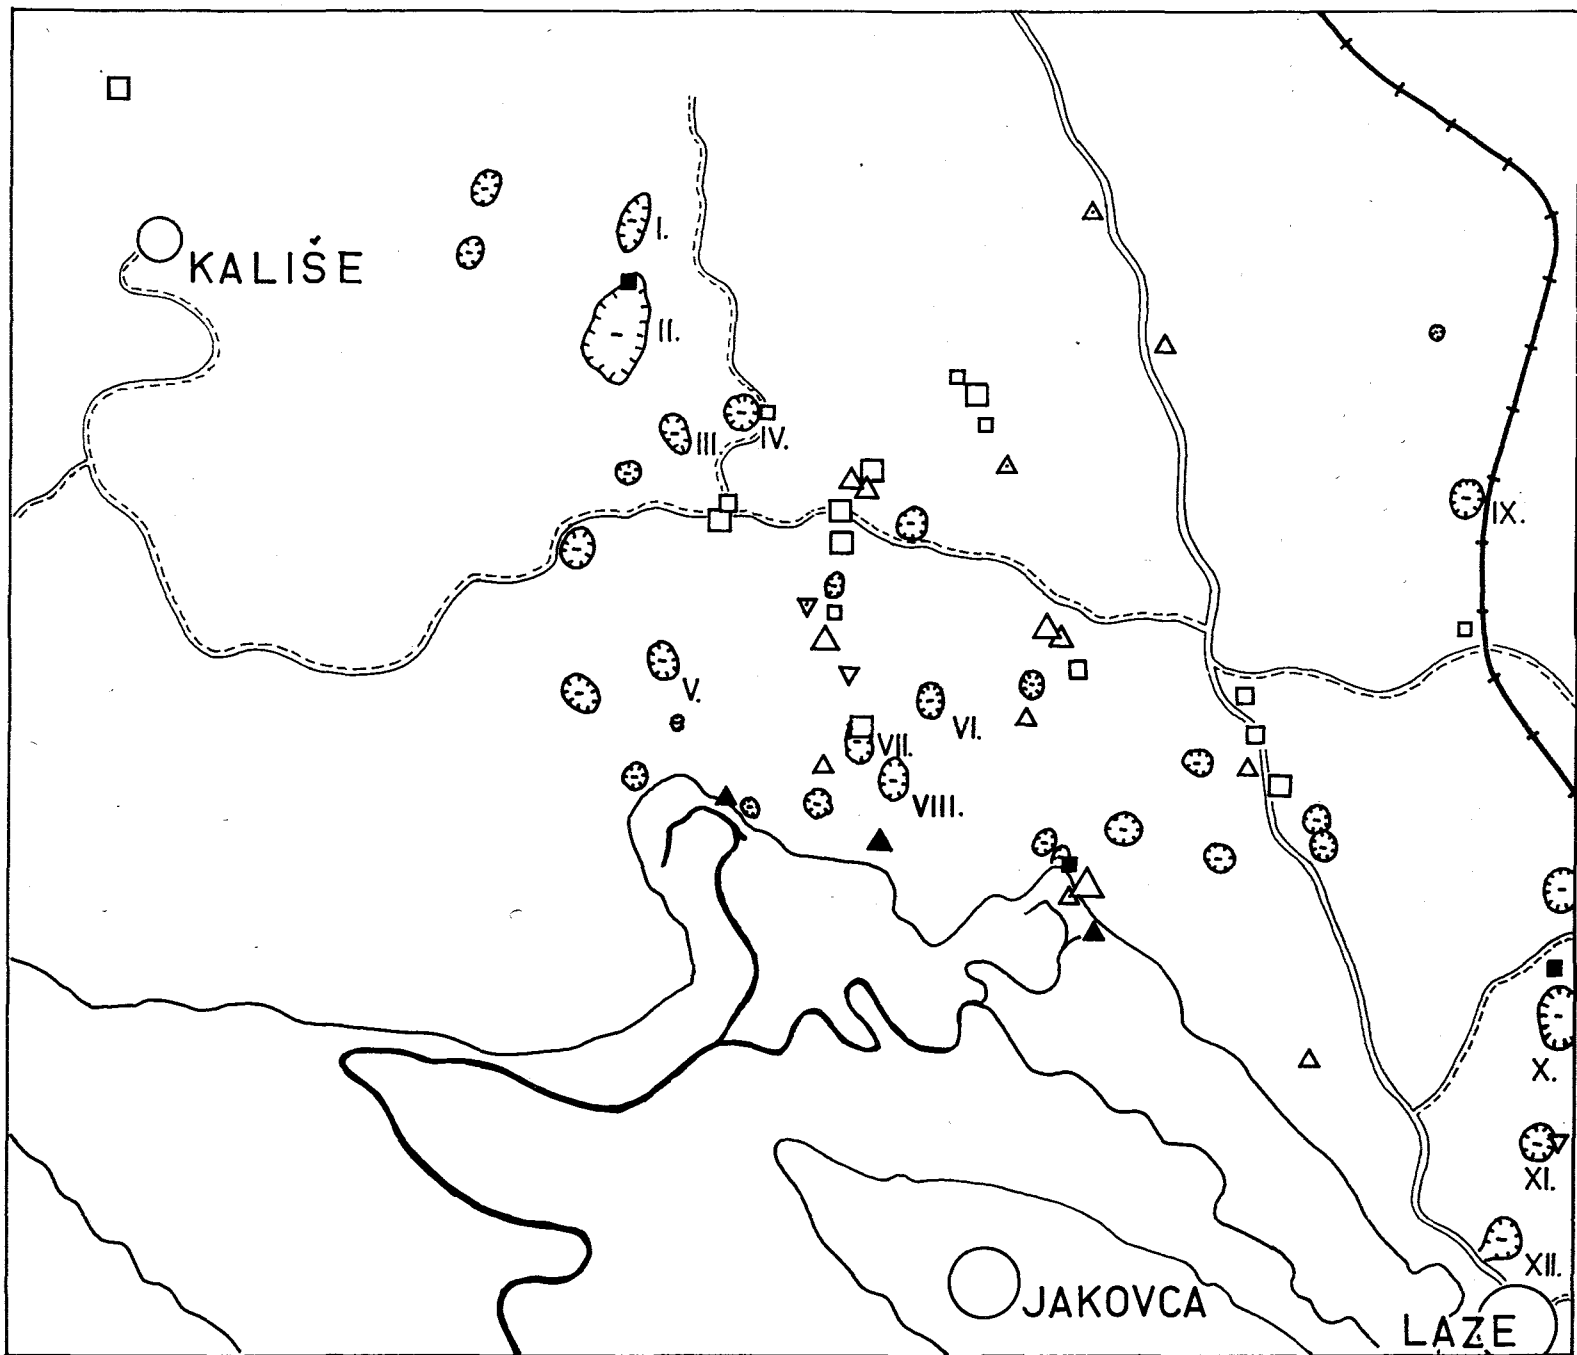 I.
KALIŠE
II.
III.
IV.
IX.
V.
VI.
VII.
VIII.
X.
XI.
XII.
JAKOVCA
LAZE